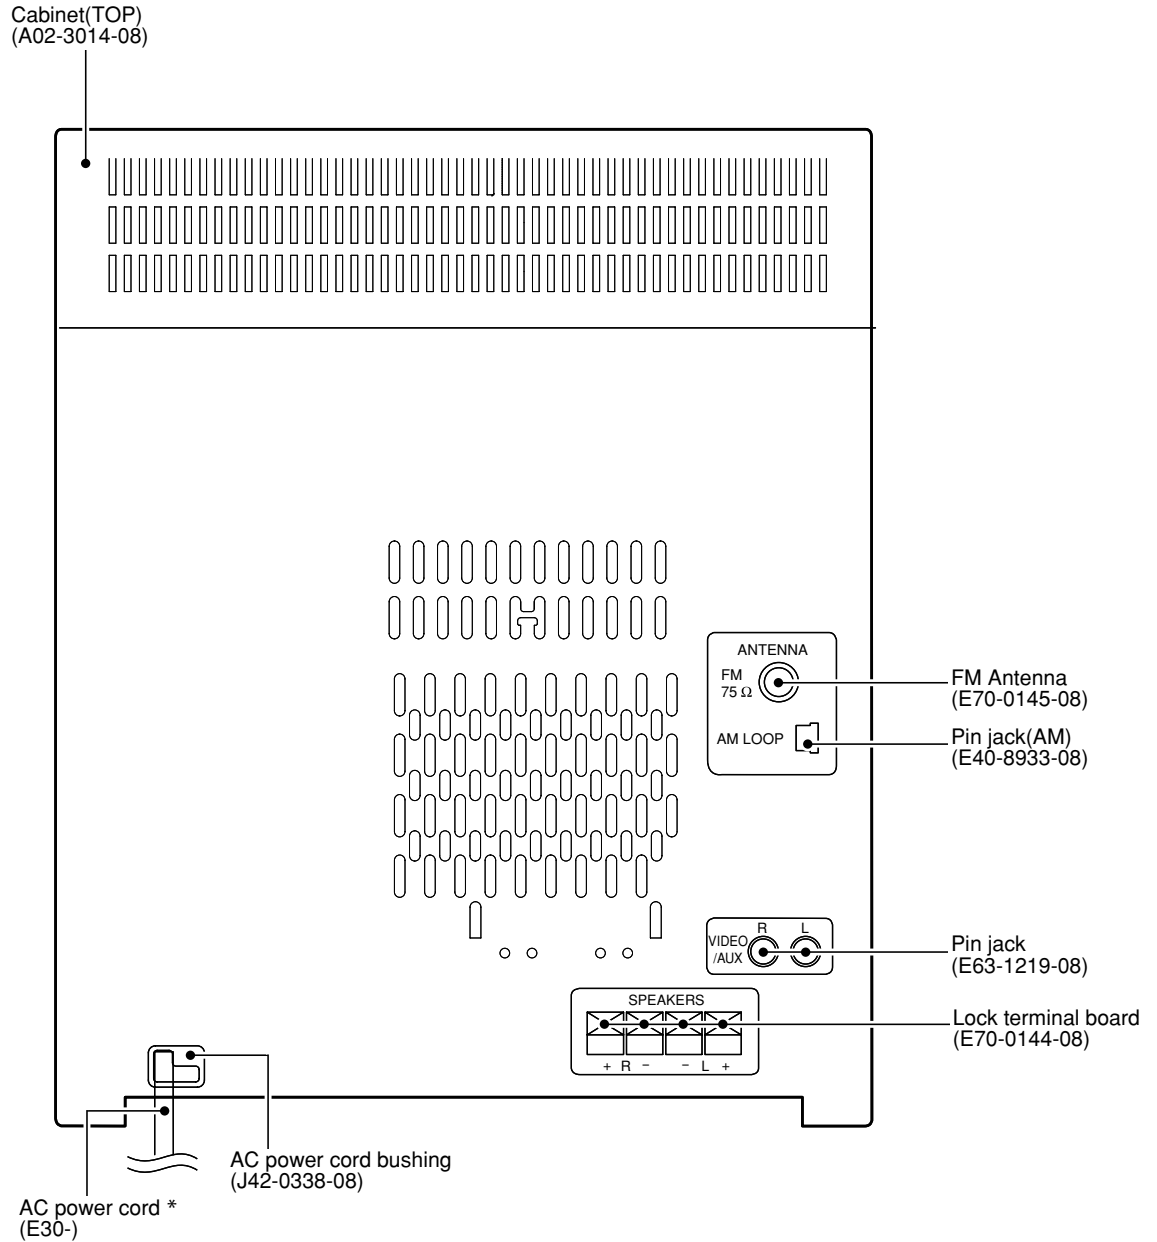 Cabinet(TOP)
(A02-3014-08)
ANTENNA
FM
75 Ω
AM LOOP
FM Antenna
(E70-0145-08)
Pin jack(AM)
(E40-8933-08)
R L
VIDEO
/AUX
Pin jack
(E63-1219-08)
SPEAKERS
+ R − − L +
Lock terminal board
(E70-0144-08)
AC power cord bushing
(J42-0338-08)
AC power cord *
(E30-)